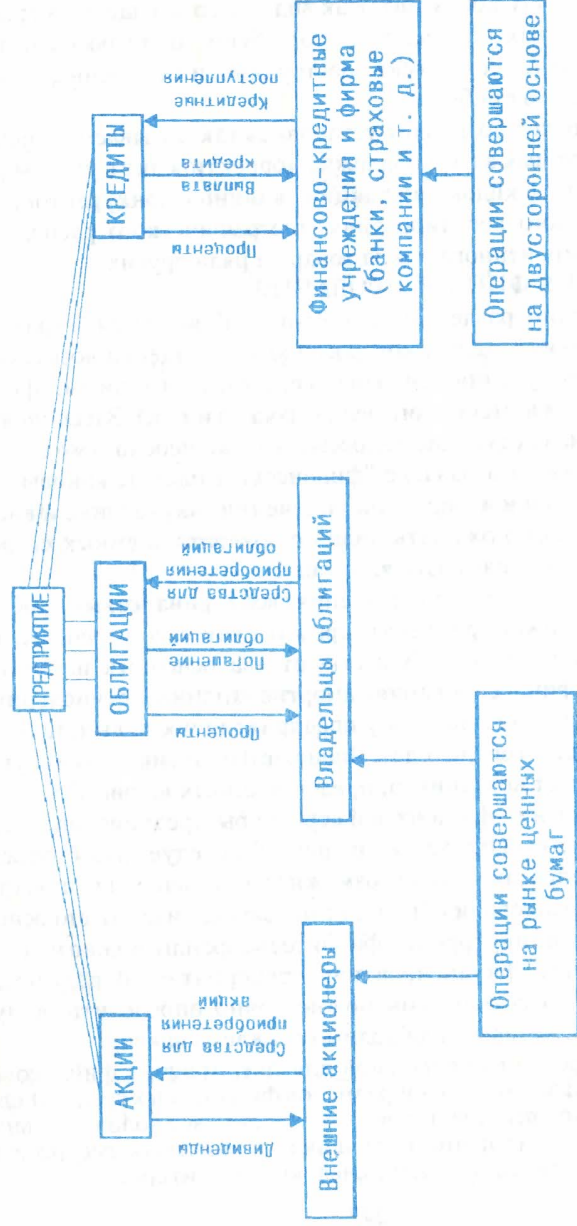 ПРЕДПРИЯТИЕ
АКЦИИ
ОБЛИГАЦИИ
КРЕДИТЫ
Дивиденды
Средства для
приобретения
акций
Проценты
Погашение
облигаций
Средства для
приобретения
облигаций
Проценты
Выплата
кредита
Кредитные
поступления
Внешние акционеры
Владельцы облигаций
Финансово-кредитные
учреждения и фирма
(банки, страховые
компании и т. д.)
Операции совершаются
на рынке ценных
бумаг
Операции совершаются
на двусторонней основе